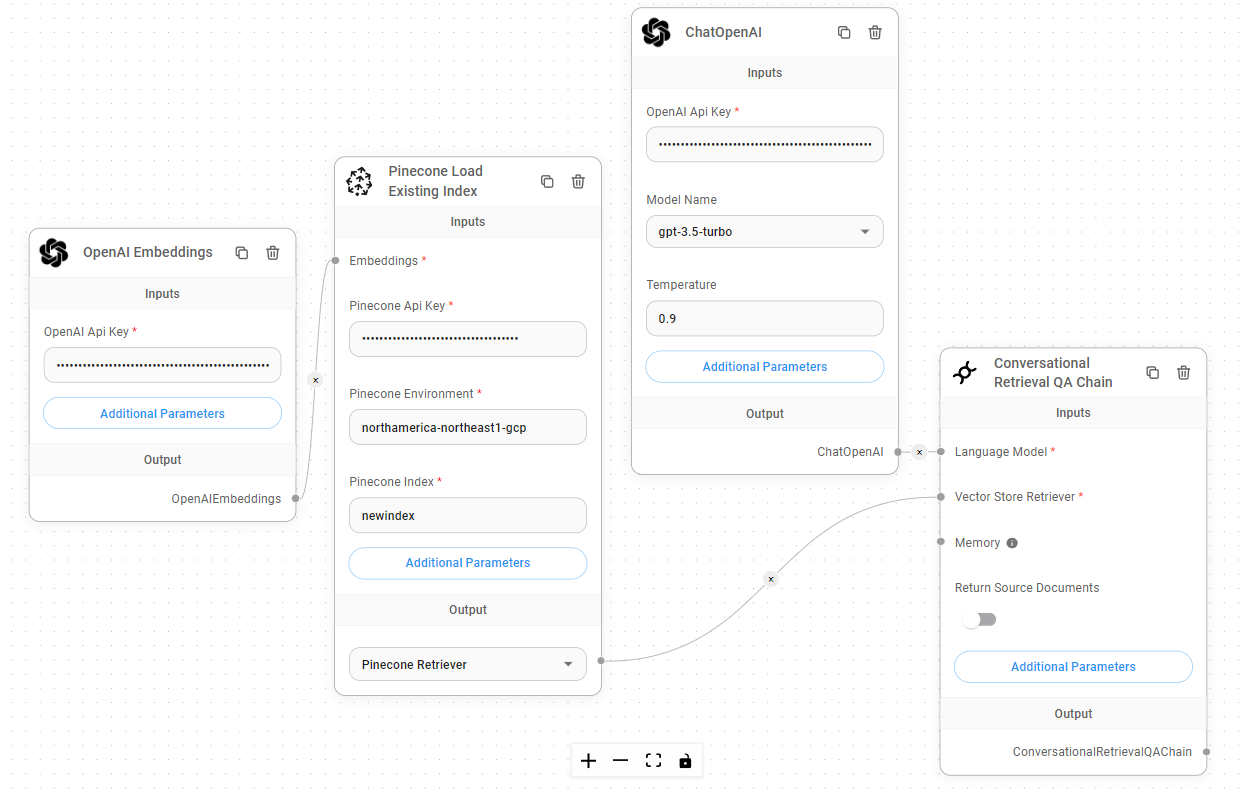 ChatOpenAI
Inputs
OpenAI Api Key *
••••••••••••••••••••••••••••••••••••••••••••••••
Model Name
gpt-3.5-turbo
Temperature
0.9
Additional Parameters
Output
ChatOpenAI
Pinecone Load
Existing Index
Inputs
Embeddings *
Pinecone Api Key *
••••••••••••••••••••••••••••••••••••
Pinecone Environment *
northamerica-northeast1-gcp
Pinecone Index *
newindex
Additional Parameters
Output
Pinecone Retriever
OpenAI Embeddings
Inputs
OpenAI Api Key *
••••••••••••••••••••••••••••••••••••••••••••••••
Additional Parameters
Output
OpenAIEmbeddings
x
x
x
Conversational
Retrieval QA Chain
Inputs
Language Model *
Vector Store Retriever *
Memory
Return Source Documents
Additional Parameters
Output
ConversationalRetrievalQAChain